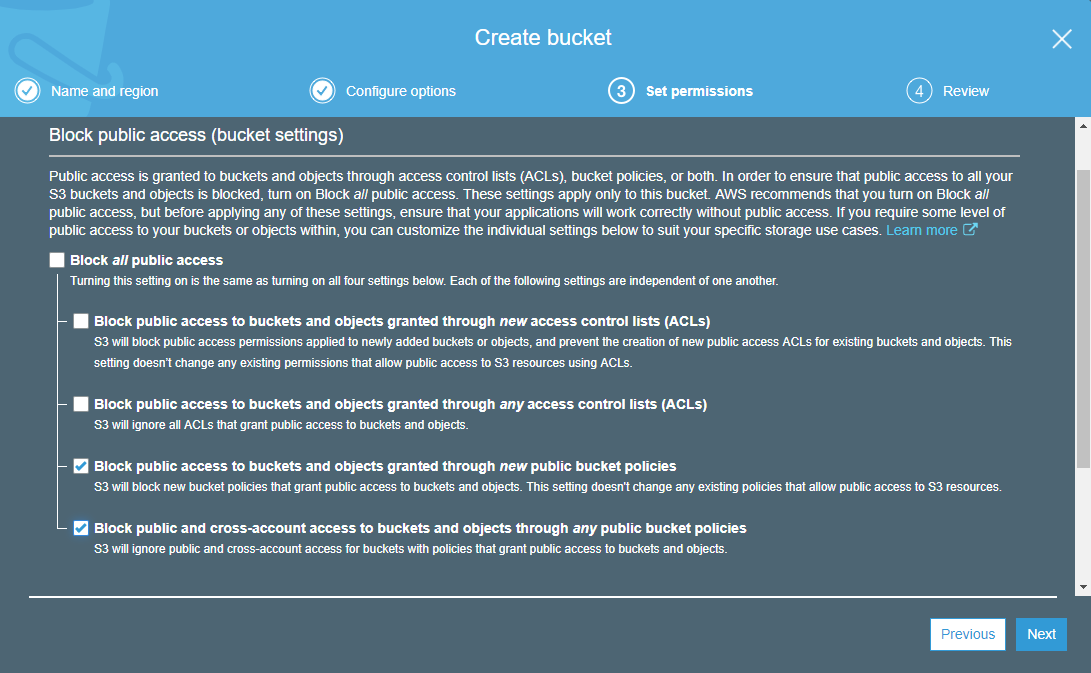 Create bucket
Name and region
Configure options
3 Set permissions
4 Review
Block public access (bucket settings)
Public access is granted to buckets and objects through access control lists (ACLs), bucket policies, or both. In order to ensure that public access to all your
S3 buckets and objects is blocked, turn on Block all public access. These settings apply only to this bucket. AWS recommends that you turn on Block all
public access, but before applying any of these settings, ensure that your applications will work correctly without public access. If you require some level of
public access to your buckets or objects within, you can customize the individual settings below to suit your specific storage use cases. Learn more
Block all public access
Turning this setting on is the same as turning on all four settings below. Each of the following settings are independent of one another.
Block public access to buckets and objects granted through new access control lists (ACLs)
S3 will block public access permissions applied to newly added buckets or objects, and prevent the creation of new public access ACLs for existing buckets and objects. This
setting doesn't change any existing permissions that allow public access to S3 resources using ACLs.
Block public access to buckets and objects granted through any access control lists (ACLs)
S3 will ignore all ACLs that grant public access to buckets and objects.
Block public access to buckets and objects granted through new public bucket policies
S3 will block new bucket policies that grant public access to buckets and objects. This setting doesn't change any existing policies that allow public access to S3 resources.
Block public and cross-account access to buckets and objects through any public bucket policies
S3 will ignore public and cross-account access for buckets with policies that grant public access to buckets and objects.
Previous
Next